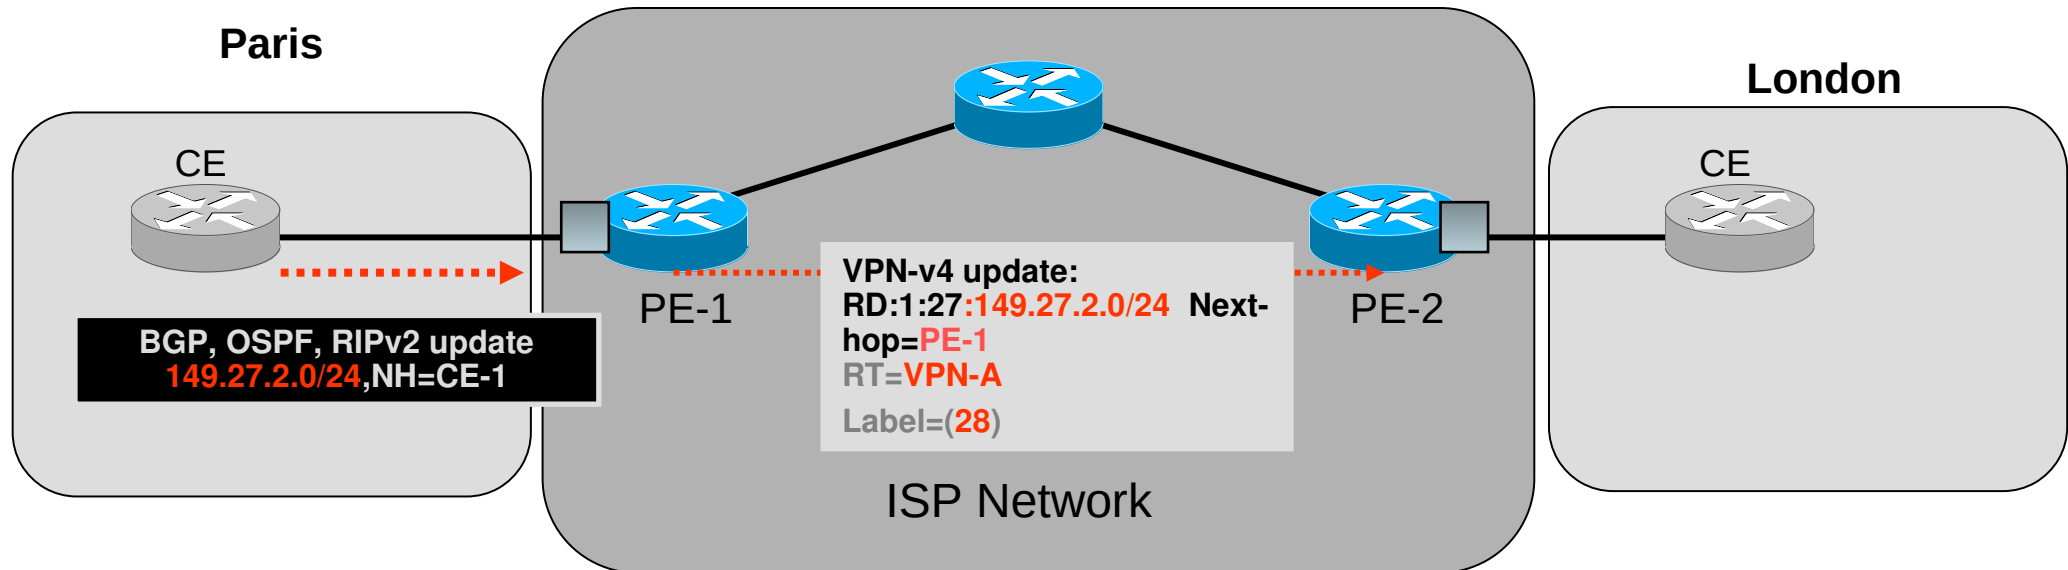 Paris
London
CE
CE
PE-1
PE-2
VPN-v4 update:
RD:1:27:149.27.2.0/24 Next-
hop=PE-1
RT=VPN-A
Label=(28)
BGP, OSPF, RIPv2 update
149.27.2.0/24,NH=CE-1
ISP Network